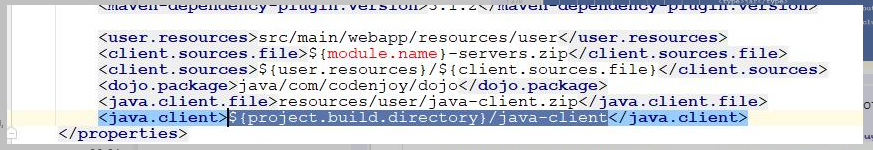 <maven-dependency-plugin.version>3.1.2</maven-dependency-plugin.version>
<user.resources>src/main/webapp/resources/user</user.resources>
<client.sources.file>${module.name}-servers.zip</client.sources.file>
<client.sources>${user.resources}/${client.sources.file}</client.sources>
<dojo.package>java/com/codenjoy/dojo</dojo.package>
<java.client.file>resources/user/java-client.zip</java.client.file>
<java.client>${project.build.directory}/java-client</java.client>
</properties>